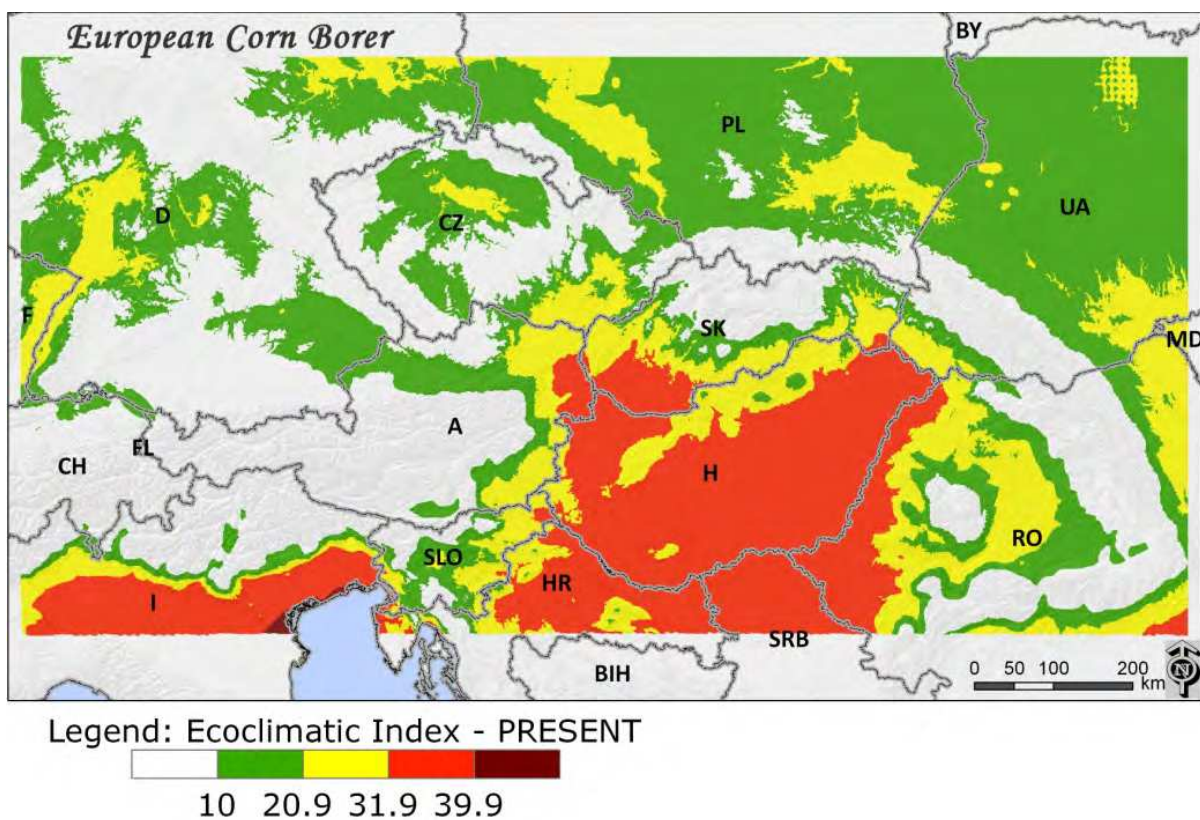 European Corn Borer
BY
PL
D
CZ
UA
F
SK
MD
A
FL
CH
H
SLO
RO
HR
I
SRB
BIH
0 50 100 200
km
N
Legend: Ecoclimatic Index - PRESENT
10 20.9 31.9 39.9